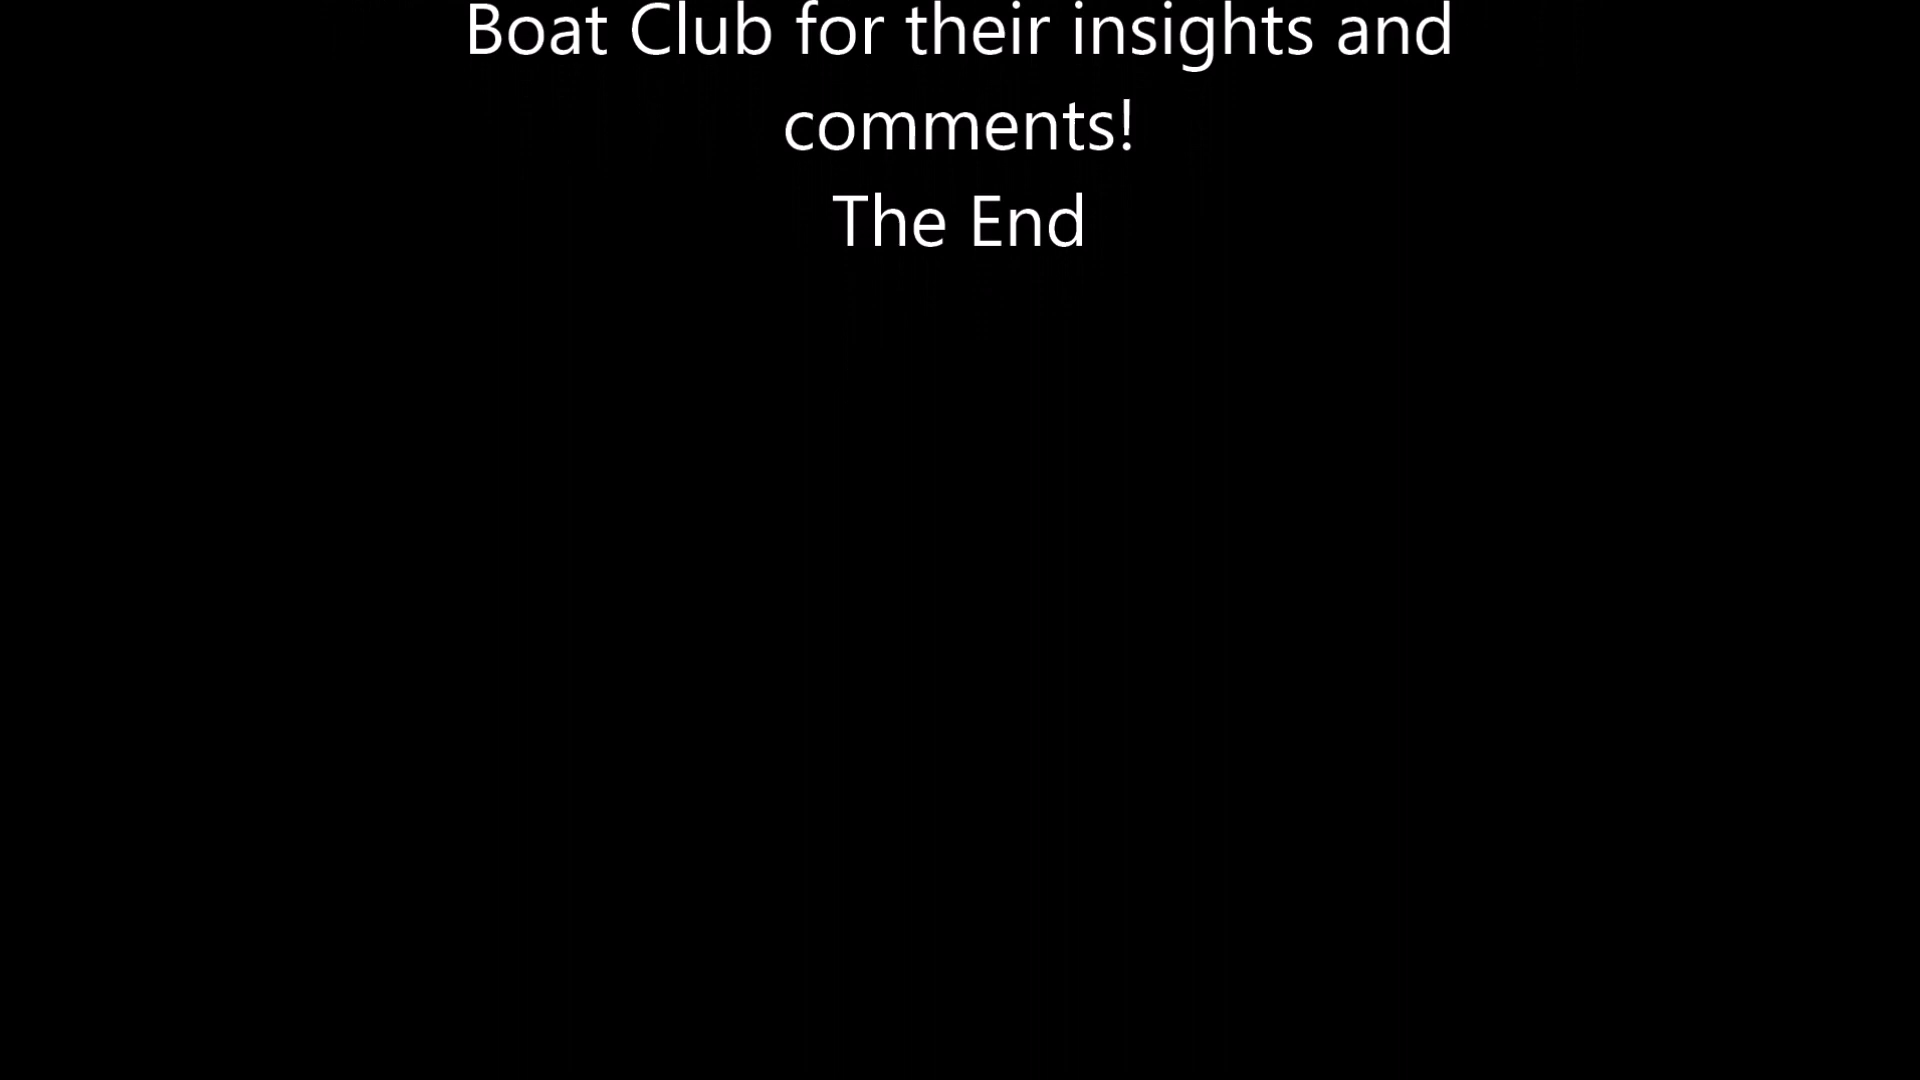 Boat Club for their insights and
comments!
The End